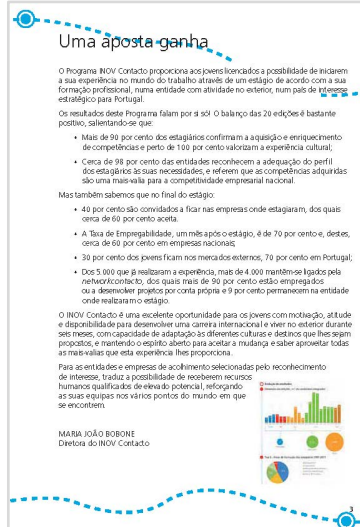 Uma aposta ganha
O Programa INOV Contacto proporciona aos jovens licenciados a possibilidade de iniciarem
a sua experiência no mundo do trabalho através de um estágio de acordo com a sua
formação profissional, numa entidade com atividade no exterior, num país de interesse
estratégico para Portugal.
Os resultados deste Programa falam por si só! O balanço das 20 edições é bastante
positivo, salientando-se que:
• Mais de 90 por cento dos estagiários confirmam a aquisição e enriquecimento
de competências e perto de 100 por cento valorizam a experiência cultural;
• Cerca de 98 por cento das entidades reconhecem a adequação do perfil
dos estagiários às suas necessidades, e referem que as competências adquiridas
são uma mais-valia para a competitividade empresarial nacional.
Mas também sabemos que no final do estágio:
• 40 por cento são convidados a ficar nas empresas onde estagiaram, dos quais
cerca de 60 por cento aceita.
• A Taxa de Empregabilidade, um mês após o estágio, é de 70 por cento e, destes,
cerca de 60 por cento em empresas nacionais;
• 30 por cento dos jovens ficam nos mercados externos, 70 por cento em Portugal;
• Dos 5.000 que já realizaram a experiência, mais de 4.000 mantêm-se ligados pela
networkcontacto, dos quais mais de 90 por cento estão empregados
ou a desenvolver projetos por conta própria e 9 por cento permanecem na entidade
onde realizaram o estágio.
O INOV Contacto é uma excelente oportunidade para os jovens com motivação, atitude
e disponibilidade para desenvolver uma carreira internacional e viver no exterior durante
seis meses, com capacidade de adaptação às diferentes culturas e destinos que lhes sejam
propostos, e mantendo o espírito aberto para aceitar a mudança e saber aproveitar todas
as mais-valias que esta experiência lhes proporciona.
Para as entidades e empresas de acolhimento selecionadas pelo reconhecimento
de interesse, traduz a possibilidade de receberem recursos
humanos qualificados de elevado potencial, reforçando
as suas equipas nos vários pontos do mundo em que
se encontrem.
MARIA JOÃO BOBONE
Diretora do INOV Contacto
3